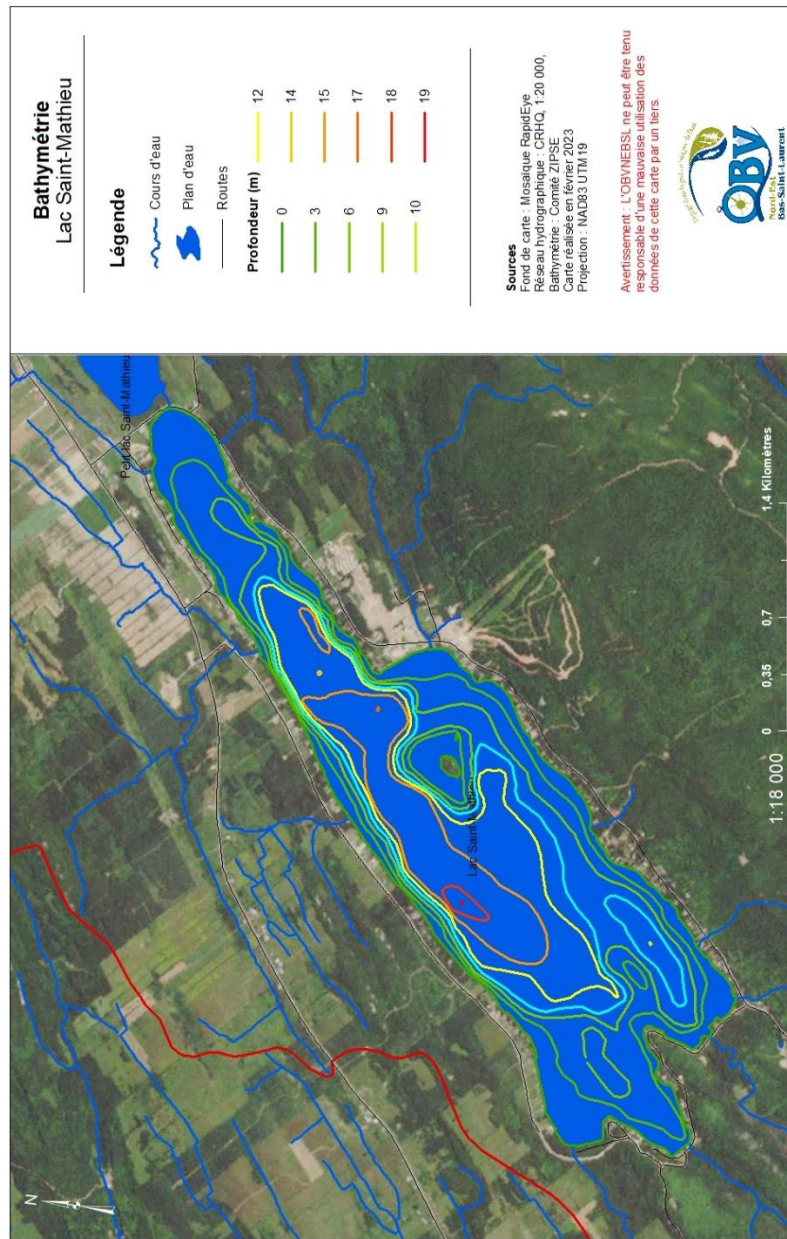 Bathymétrie
Lac Saint-Mathieu
Légende
Cours d'eau
Plan d'eau
Routes
Profondeur (m)
0
3
6
9
10
12
14
15
17
18
19
Sources
Fond de carte : Mosaïque RapidEye
Réseau hydrographique : CRHQ, 1:20 000,
Bathymétrie : Comité ZIPSE
Carte réalisée en février 2023
Projection : NAD83 UTM19
Avertissement : L'OBVNEBSL ne peut être tenu
responsable d'une mauvaise utilisation des
données de cette carte par un tiers.
OBV
Nord-Est
Bas-Saint-Laurent
N
Petit lac Saint-Mathieu
Lac Saint-Mathieu
1:18 000
0 0,35 0,7 1,4 Kilomètres